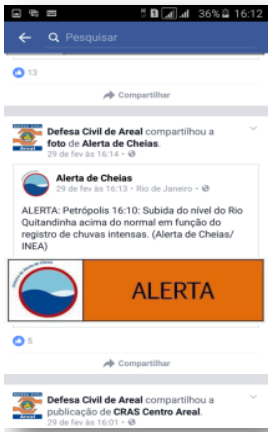 36% 16:12
Pesquisar
13
Compartilhar
Defesa Civil de Areal compartilhou a
foto de Alerta de Cheias.
29 de fev às 16:14 •
Alerta de Cheias
29 de fev às 16:13 • Rio de Janeiro •
ALERTA: Petrópolis 16:10: Subida do nível do Rio
Quitandinha acima do normal em função do
registro de chuvas intensas. (Alerta de Cheias/
INEA)
ALERTA
5
Compartilhar
Defesa Civil de Areal compartilhou a
publicação de CRAS Centro Areal.
29 de fev às 16:01 •